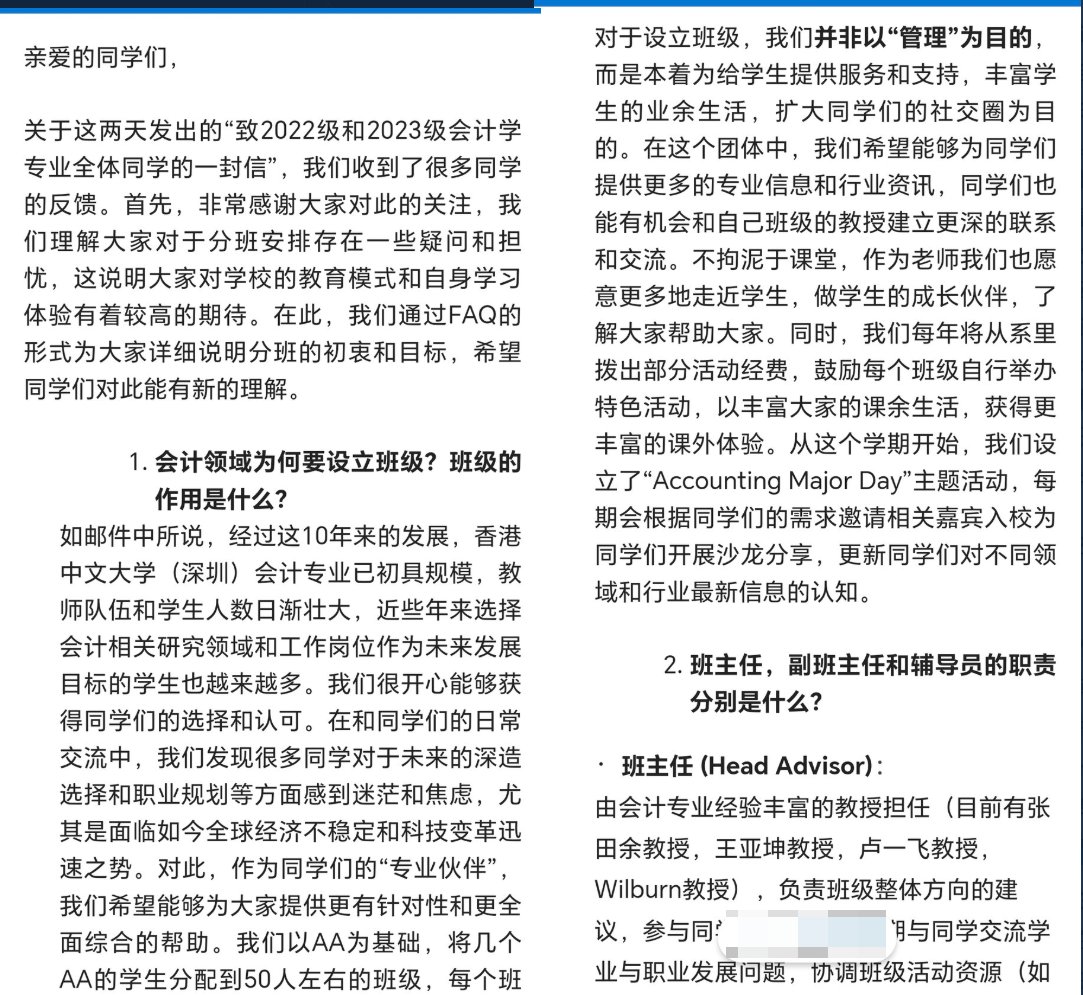 亲爱的同学们，
关于这两天发出的“致2022级和2023级会计学
专业全体同学的一封信”，我们收到了很多同学
的反馈。首先，非常感谢大家对此的关注，我
们理解大家对于分班安排存在一些疑问和担
忧，这说明大家对学校的教育模式和自身学习
体验有着较高的期待。在此，我们通过FAQ的
形式为大家详细说明分班的初衷和目标，希望
同学们对此能有新的理解。
1. 会计领域为何要设立班级？班级的
作用是什么？
如邮件中所说，经过这10年来的发展，香港
中文大学（深圳）会计专业已初具规模，教
师队伍和学生人数日渐壮大，近些年来选择
会计相关研究领域和工作岗位作为未来发展
目标的学生也越来越多。我们很开心能够获
得同学们的选择和认可。在和同学们的日常
交流中，我们发现很多同学对于未来的深造
选择和职业规划等方面感到迷茫和焦虑，尤
其是面临如今全球经济不稳定和科技变革迅
速之势。对此，作为同学们的“专业伙伴”，
我们希望能够为大家提供更有针对性和更全
面综合的帮助。我们以AA为基础，将几个
AA的学生分配到50人左右的班级，每个班
对于设立班级，我们并非以“管理”为目的，
而是本着为给学生提供服务和支持，丰富学
生的业余生活，扩大同学们的社交圈为目
的。在这个团体中，我们希望能够为同学们
提供更多的专业信息和行业资讯，同学们也
能有机会和自己班级的教授建立更深的联系
和交流。不拘泥于课堂，作为老师我们也愿
意更多地走近学生，做学生的成长伙伴，了
解大家帮助大家。同时，我们每年将从系里
拨出部分活动经费，鼓励每个班级自行举办
特色活动，以丰富大家的课余生活，获得更
丰富的课外体验。从这个学期开始，我们设
立了“Accounting Major Day”主题活动，每
期会根据同学们的需求邀请相关嘉宾入校为
同学们开展沙龙分享，更新同学们对不同领
域和行业最新信息的认知。
2. 班主任，副班主任和辅导员的职责
分别是什么？
· 班主任 (Head Advisor)：
由会计专业经验丰富的教授担任（目前有张
田余教授，王亚坤教授，卢一飞教授，
Wilburn教授），负责班级整体方向的建
议，参与同 与同学交流学
业与职业发展问题，协调班级活动资源（如